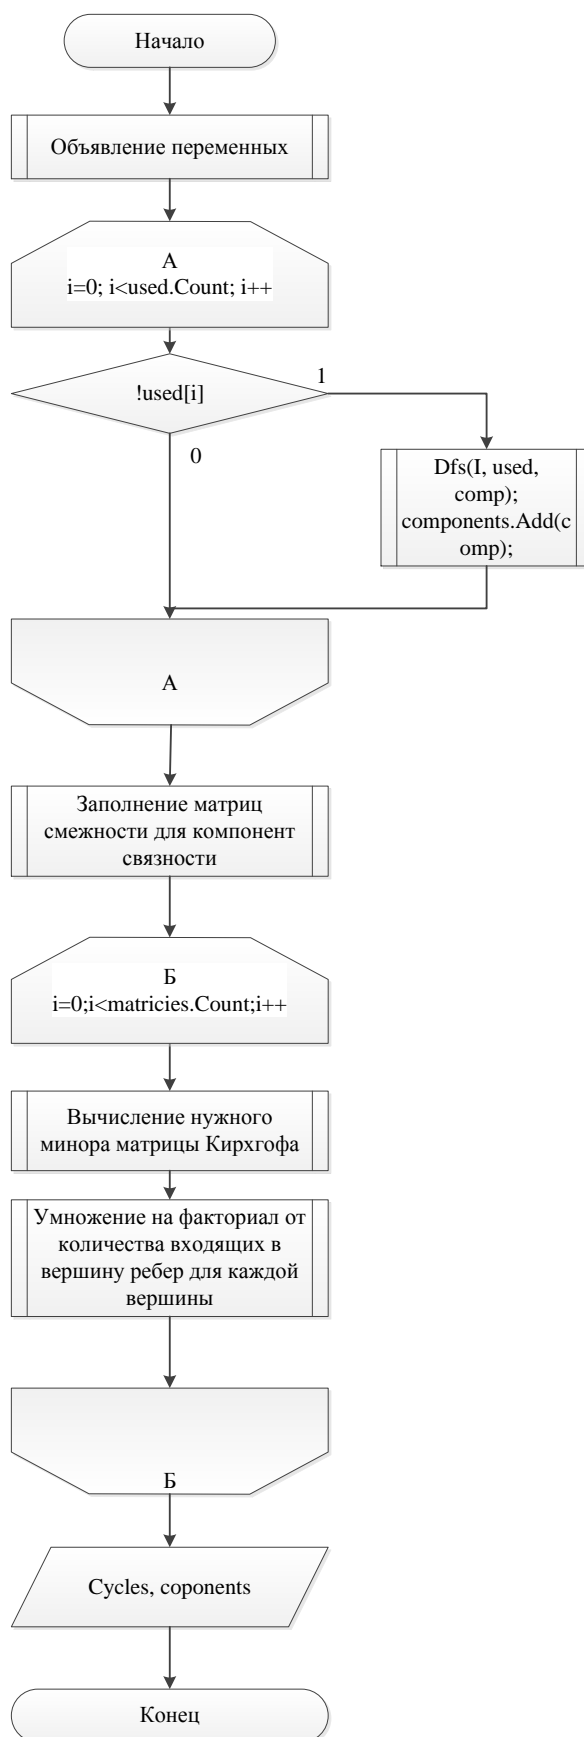 Начало
Объявление переменных
А
i=0; i<used.Count; i++
!used[i]
1
0
Dfs(I, used,
comp);
components.Add(c
omp);
А
Заполнение матриц
смежности для компонент
связности
Б
i=0;i<matricies.Count;i++
Вычисление нужного
минора матрицы Кирхгофа
Умножение на факториал от
количества входящих в
вершину ребер для каждой
вершины
Б
Cycles, coponents
Конец